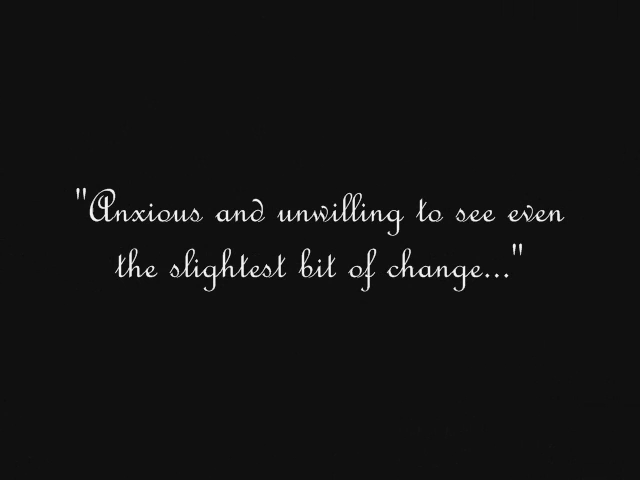 "Anxious and unwilling to see even
the slightest bit of change..."